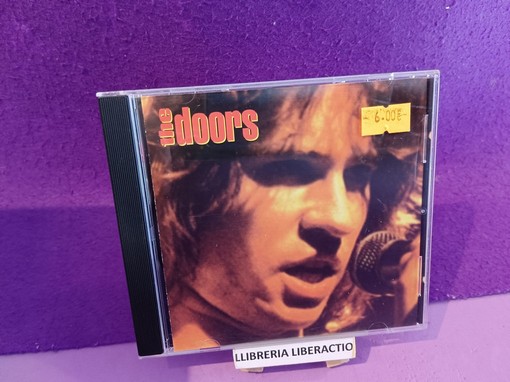 the doors
6.00€
LLIBRERIA LIBERACTIO